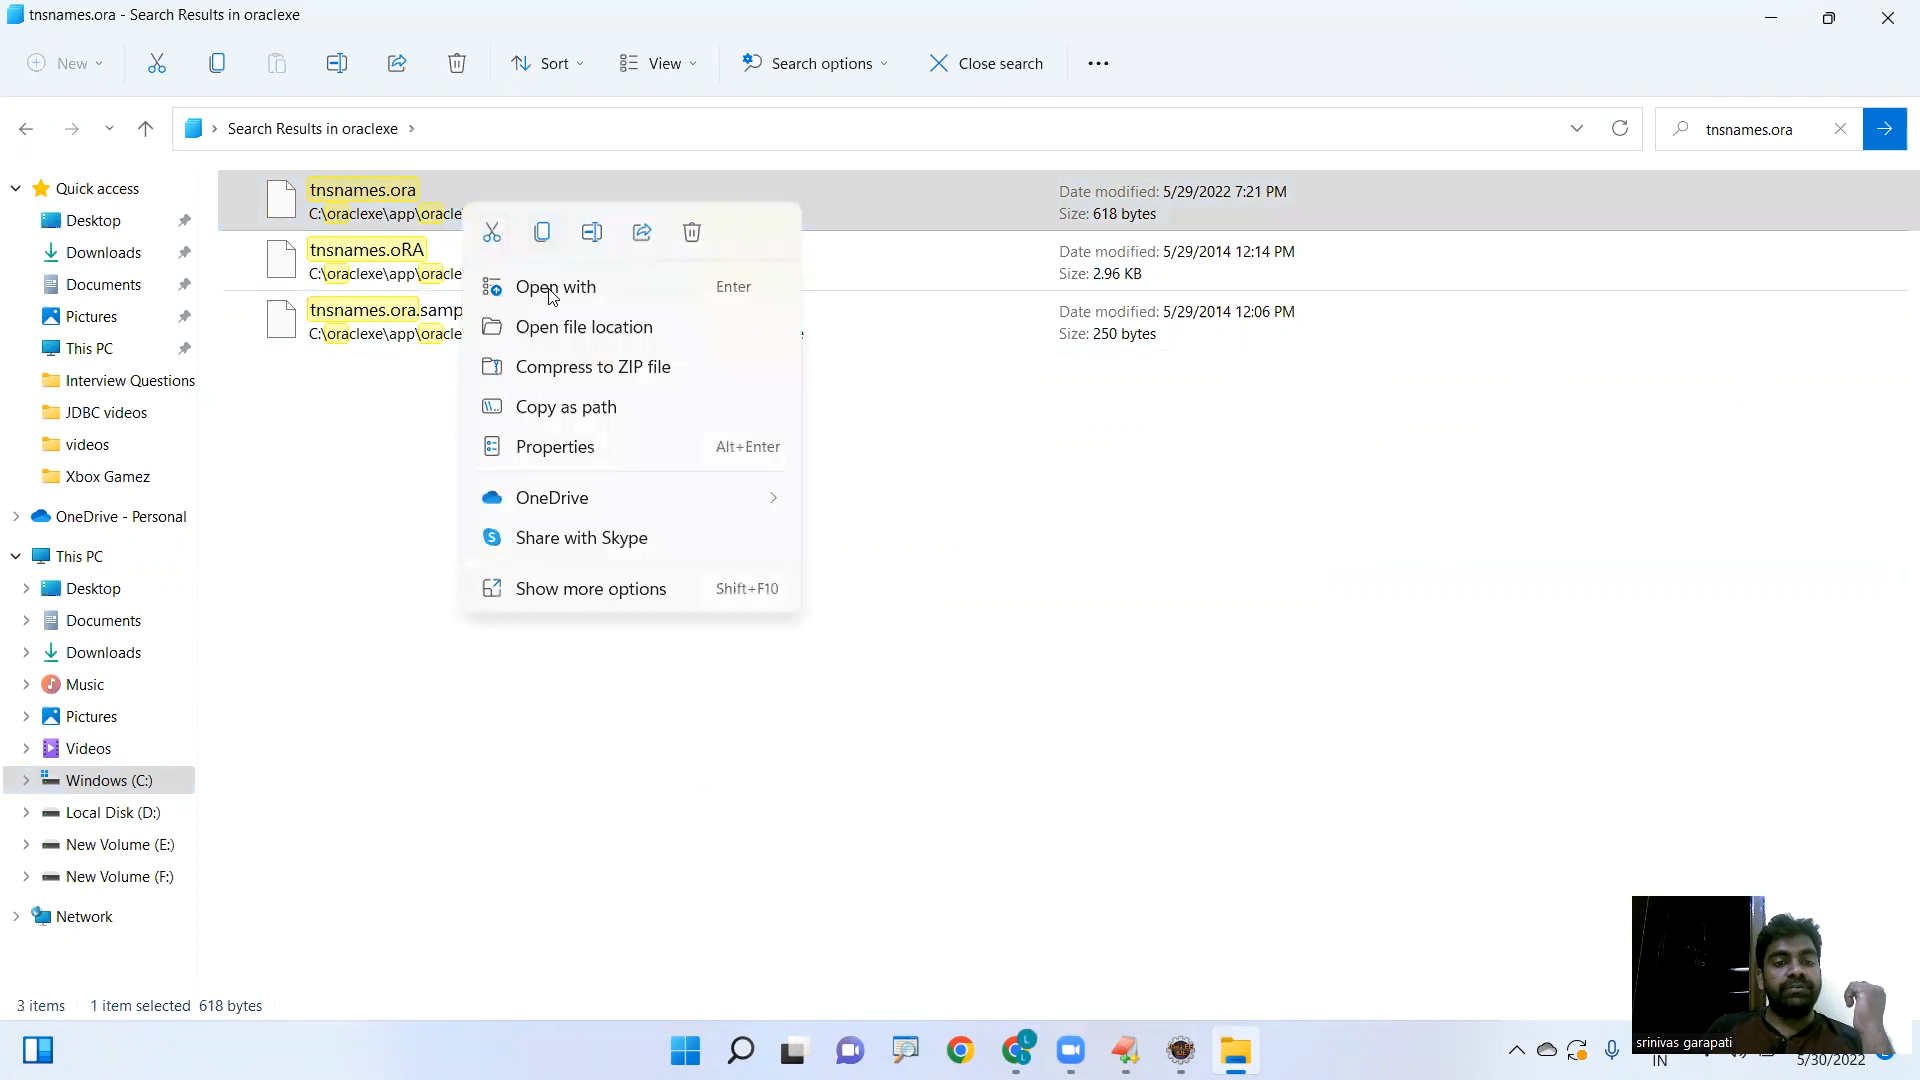 tnsnames.ora - Search Results in oraclexe
New
Sort
View
Search options
Close search
Search Results in oraclexe
tnsnames.ora
Quick access
Desktop
Downloads
Documents
Pictures
This PC
Interview Questions
JDBC videos
videos
Xbox Gamez
OneDrive - Personal
This PC
Desktop
Documents
Downloads
Music
Pictures
Videos
Windows (C:)
Local Disk (D:)
New Volume (E:)
New Volume (F:)
Network
tnsnames.ora
C:\oraclexe\app\oracle
Date modified: 5/29/2022 7:21 PM
Size: 618 bytes
tnsnames.oRA
C:\oraclexe\app\oracle
Date modified: 5/29/2014 12:14 PM
Size: 2.96 KB
tnsnames.ora.samp
C:\oraclexe\app\oracle
Date modified: 5/29/2014 12:06 PM
Size: 250 bytes
Open with Enter
Open file location
Compress to ZIP file
Copy as path
Properties Alt+Enter
OneDrive
Share with Skype
Show more options Shift+F10
3 items 1 item selected 618 bytes
srinivas garapati
IN
5/30/2022